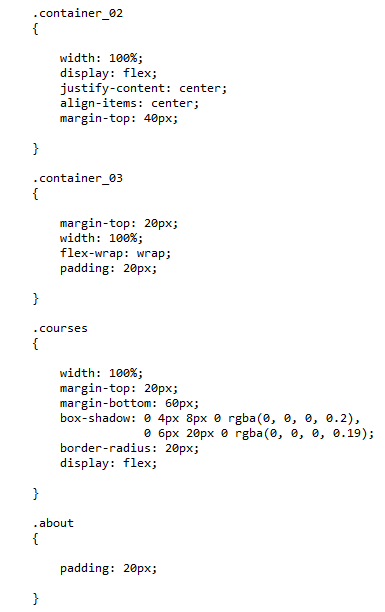 .container_02
{
width: 100%;
display: flex;
justify-content: center;
align-items: center;
margin-top: 40px;
}
.container_03
{
margin-top: 20px;
width: 100%;
flex-wrap: wrap;
padding: 20px;
}
.courses
{
width: 100%;
margin-top: 20px;
margin-bottom: 60px;
box-shadow: 0 4px 8px 0 rgba(0, 0, 0, 0.2),
0 6px 20px 0 rgba(0, 0, 0, 0.19);
border-radius: 20px;
display: flex;
}
.about
{
padding: 20px;
}